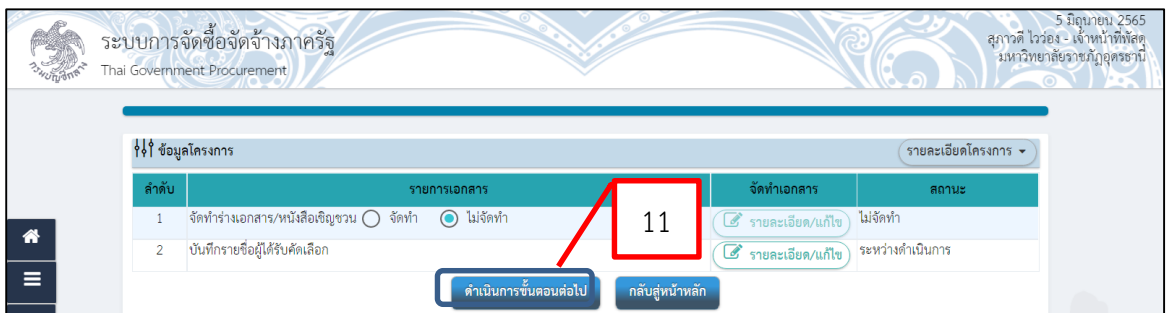 5 มิถุนายน 2565
สุภาวดี ไวว่อง - เจ้าหน้าที่พัสดุ
มหาวิทยาลัยราชภัฏอุดรธานี
ระบบการจัดซื้อจัดจ้างภาครัฐ
Thai Government Procurement
กรมบัญชีกลาง
ข้อมูลโครงการ
รายละเอียดโครงการ
ลำดับ รายการเอกสาร จัดทำเอกสาร สถานะ
1 จัดทำร่างเอกสาร/หนังสือเชิญชวน จัดทำ ไม่จัดทำ 11 รายละเอียด/แก้ไข ไม่จัดทำ
2 บันทึกรายชื่อผู้ได้รับคัดเลือก รายละเอียด/แก้ไข ระหว่างดำเนินการ
ดำเนินการขั้นตอนต่อไป กลับสู่หน้าหลัก